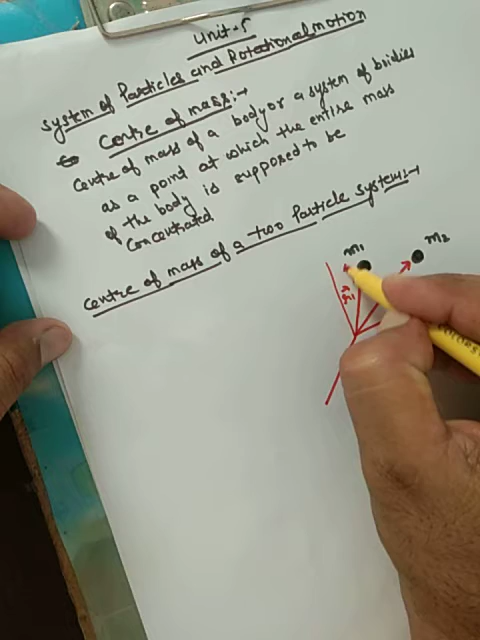 Unit-5
System of Particles and Rotational motion
Centre of mass:→
Centre of mass of a body or a system of bridies
as a point at which the entire mass
of the body is supposed to be
Concentrated
Centre of mass of a two Particle system:→
m1
m2
r1